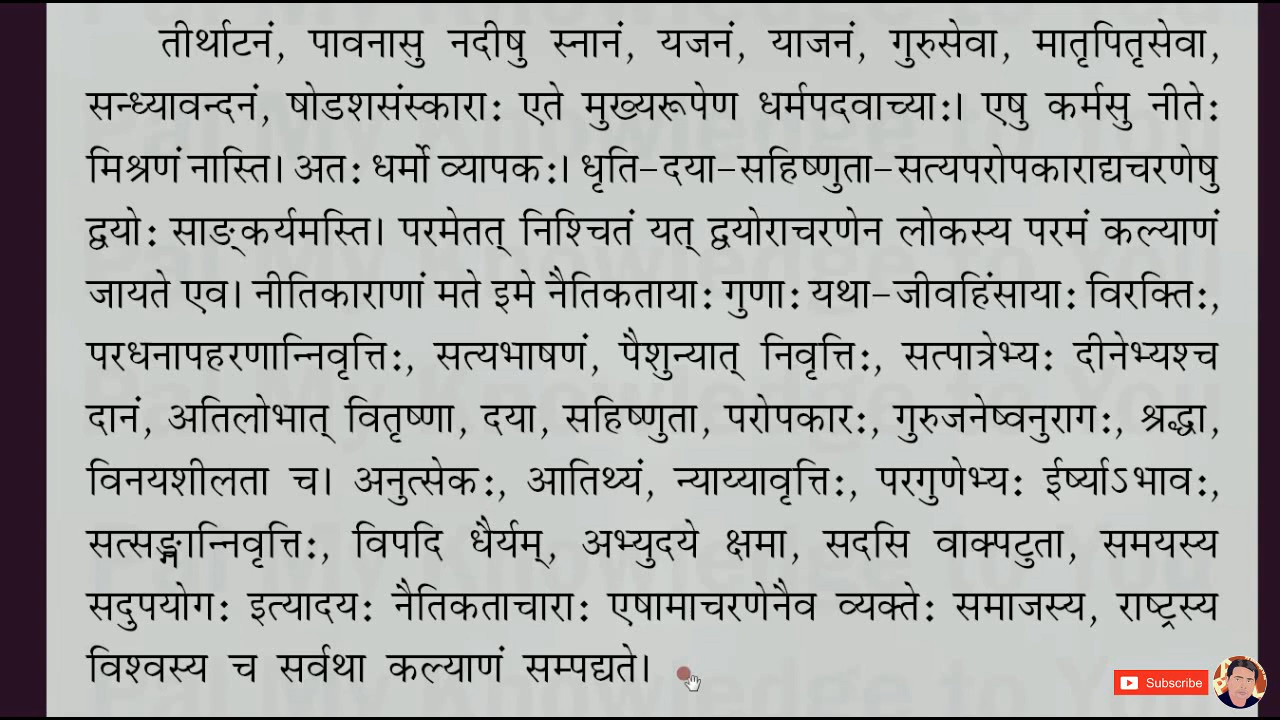 तीर्थाटनं, पावनासु नदीषु स्नानं, यजनं, याजनं, गुरुसेवा, मातृपितृसेवा,
सन्ध्यावन्दनं, षोडशसंस्काराः एते मुख्यरूपेण धर्मपदवाच्याः। एषु कर्मसु नीतेः
मिश्रणं नास्ति। अतः धर्मो व्यापकः। धृति-दया-सहिष्णुता-सत्यपरोपकाराद्यचरणेषु
द्वयोः साङ्कर्यमस्ति। परमेतत् निश्चितं यत् द्वयोराचरणेन लोकस्य परमं कल्याणं
जायते एव। नीतिकाराणां मते इमे नैतिकतायाः गुणाः यथा-जीवहिंसायाः विरक्तिः,
परधनापहरणान्निवृत्तिः, सत्यभाषणं, पैशुन्यात् निवृत्तिः, सत्पात्रेभ्यः दीनेभ्यश्च
दानं, अतिलोभात् वितृष्णा, दया, सहिष्णुता, परोपकारः, गुरुजनेष्वनुरागः, श्रद्धा,
विनयशीलता च। अनुत्सेकः, आतिथ्यं, न्याय्यावृत्तिः, परगुणेभ्यः ईर्ष्याऽभावः,
सत्सङ्गान्निवृत्तिः, विपदि धैर्यम्, अभ्युदये क्षमा, सदसि वाक्पटुता, समयस्य
सदुपयोगः इत्यादयः नैतिकताचाराः एषामाचरणेनैव व्यक्तेः समाजस्य, राष्ट्रस्य
विश्वस्य च सर्वथा कल्याणं सम्पद्यते।
Subscribe